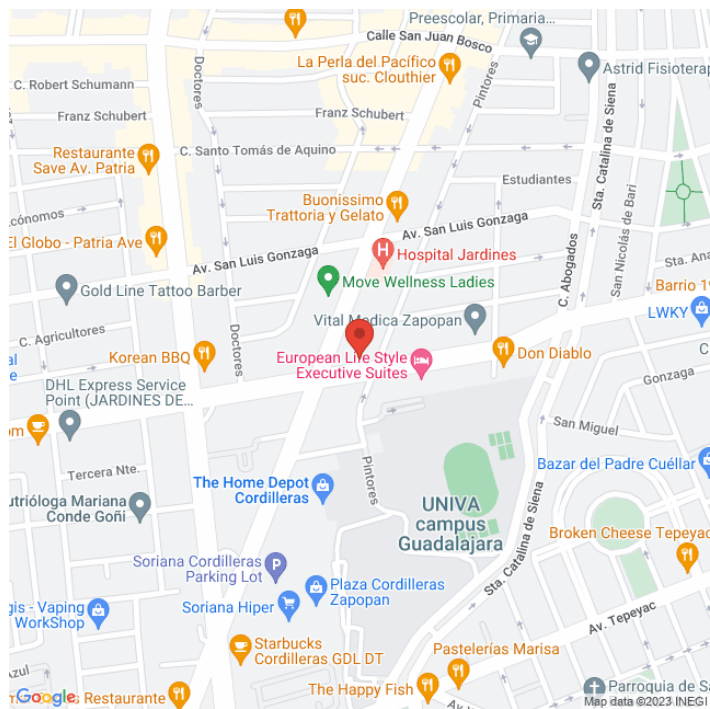 Calle San Juan Bosco
Preescolar, Primaria...
La Perla del Pacífico
suc. Clouthier
Astrid Fisioterap
C. Robert Schumann
Doctores
Pintores
Franz Schubert
Franz Schubert
Sta. Catalina de Siena
Restaurante
Save Av. Patria
C. Santo Tomás de Aquino
Estudiantes
Buonissimo
Trattoria y Gelato
San Nicolás de Bari
acónomos
Av. San Luis Gonzaga
El Globo - Patria Ave
Av. San Luis Gonzaga
Hospital Jardines
C. Abogados
Sta. Ana
Move Wellness Ladies
Gold Line Tattoo Barber
Barrio 19
LWKY
Vital Medica Zapopan
C. Agricultores
Doctores
Korean BBQ
European Life Style
Executive Suites
Don Diablo
DHL Express Service
Point (JARDINES DE...
Gonzaga
om
San Miguel
Tercera Nte.
Pintores
Bazar del Padre Cuéllar
The Home Depot
Cordilleras
utrióloga Mariana
Conde Goñi
UNIVA
campus
Guadalajara
Sta. Catalina de Siena
Broken Cheese Tepeyac
Soriana Cordilleras
Parking Lot
Plaza Cordilleras
Zapopan
Soriana Hiper
gis - Vaping
WorkShop
Av. Tepeyac
Starbucks
Cordilleras GDL DT
Pastelerías Marisa
Azul
The Happy Fish
Parroquia de Sa
Google
s Restaurante
Av.
Map data ©2023 INEGI